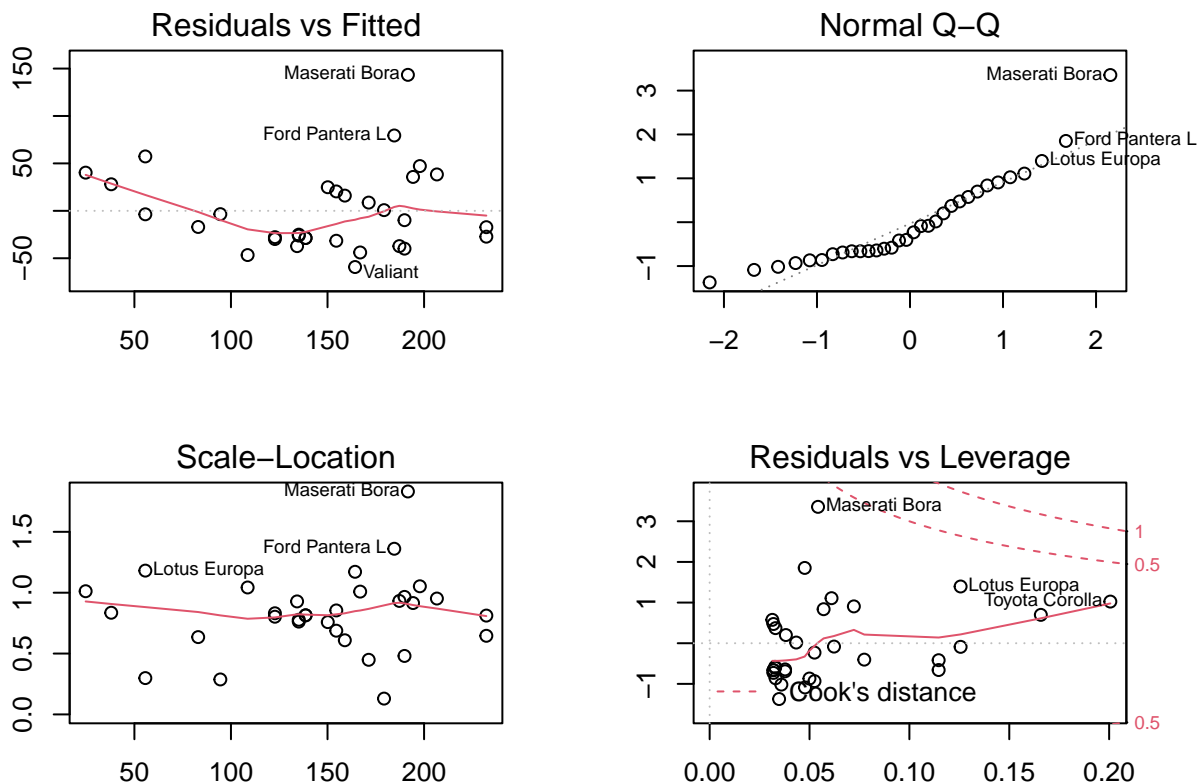 Residuals vs Fitted
150
50
−50
Maserati Bora
Ford Pantera L
Valiant
50 100 150 200
Normal Q−Q
3
2
1
−1
Maserati Bora
Ford Pantera L
Lotus Europa
−2 −1 0 1 2
Scale−Location
1.5
1.0
0.5
0.0
Maserati Bora
Ford Pantera L
Lotus Europa
50 100 150 200
Residuals vs Leverage
3
2
1
−1
Maserati Bora
Lotus Europa
Toyota Corolla
Cook's distance
1
0.5
0.5
0.00 0.05 0.10 0.15 0.20